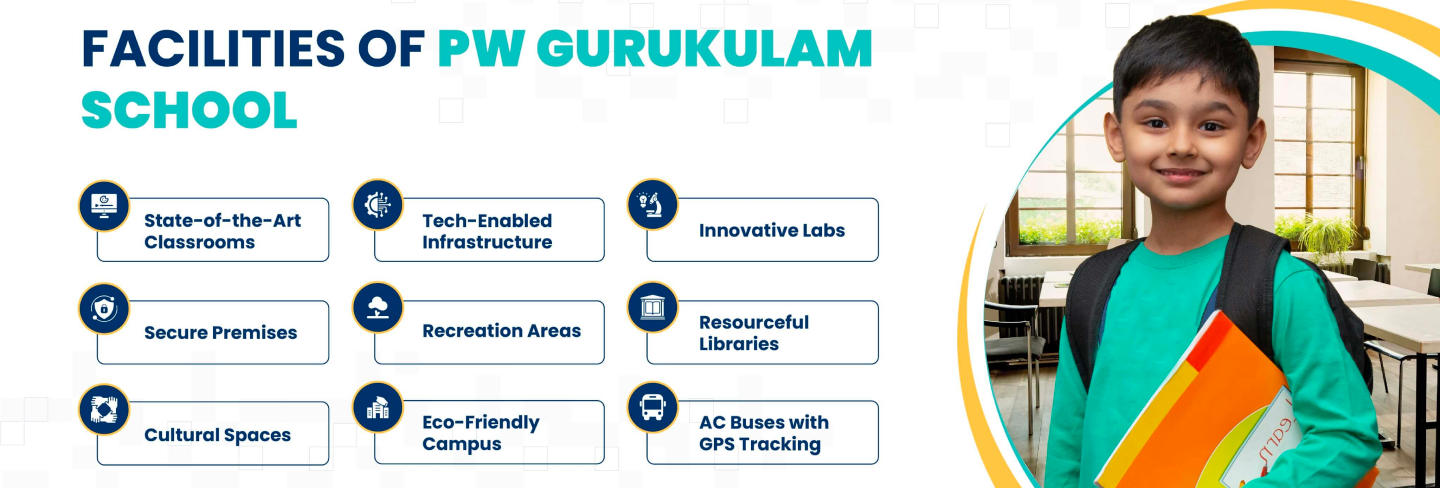 FACILITIES OF PW GURUKULAM
SCHOOL
State-of-the-Art
Classrooms
Tech-Enabled
Infrastructure
Innovative Labs
Secure Premises
Recreation Areas
Resourceful
Libraries
Cultural Spaces
Eco-Friendly
Campus
AC Buses with
GPS Tracking
Learn